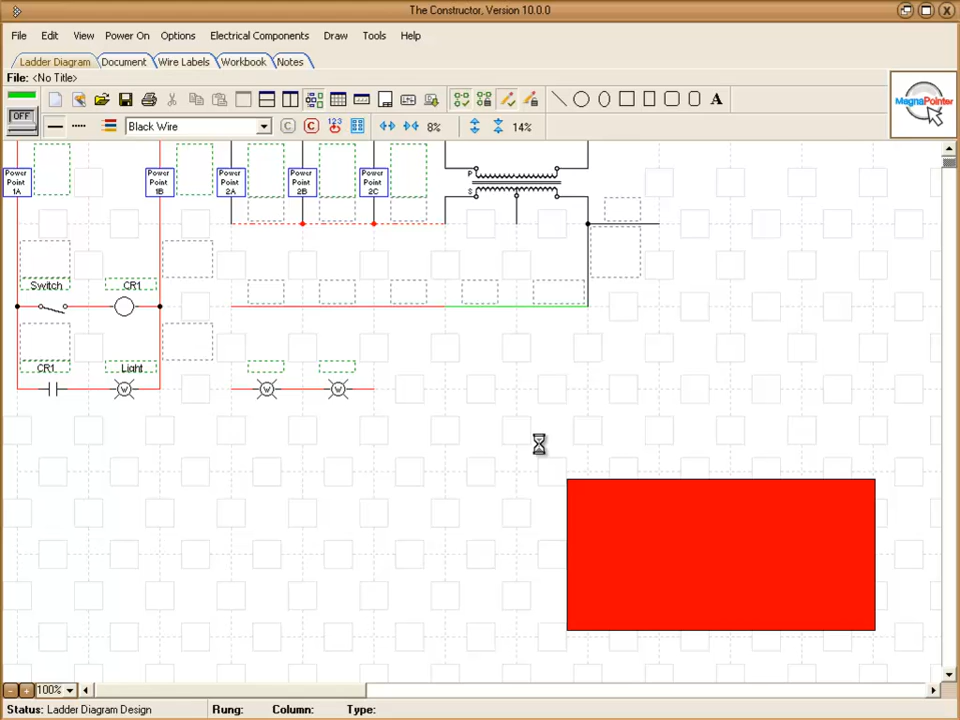 The Constructor, Version 10.0.0
File Edit View Power On Options Electrical Components Draw Tools Help
Ladder Diagram Document Wire Labels Workbook Notes
File: <No Title>
OFF
Black Wire
C C 123 8% 14% A
MagnaPointer
Power Point 1A
Power Point 1B
Power Point 2A
Power Point 2B
Power Point 2C
P
S
Switch CR1
CR1 Light
W W W
100%
Status: Ladder Diagram Design Rung: Column: Type: